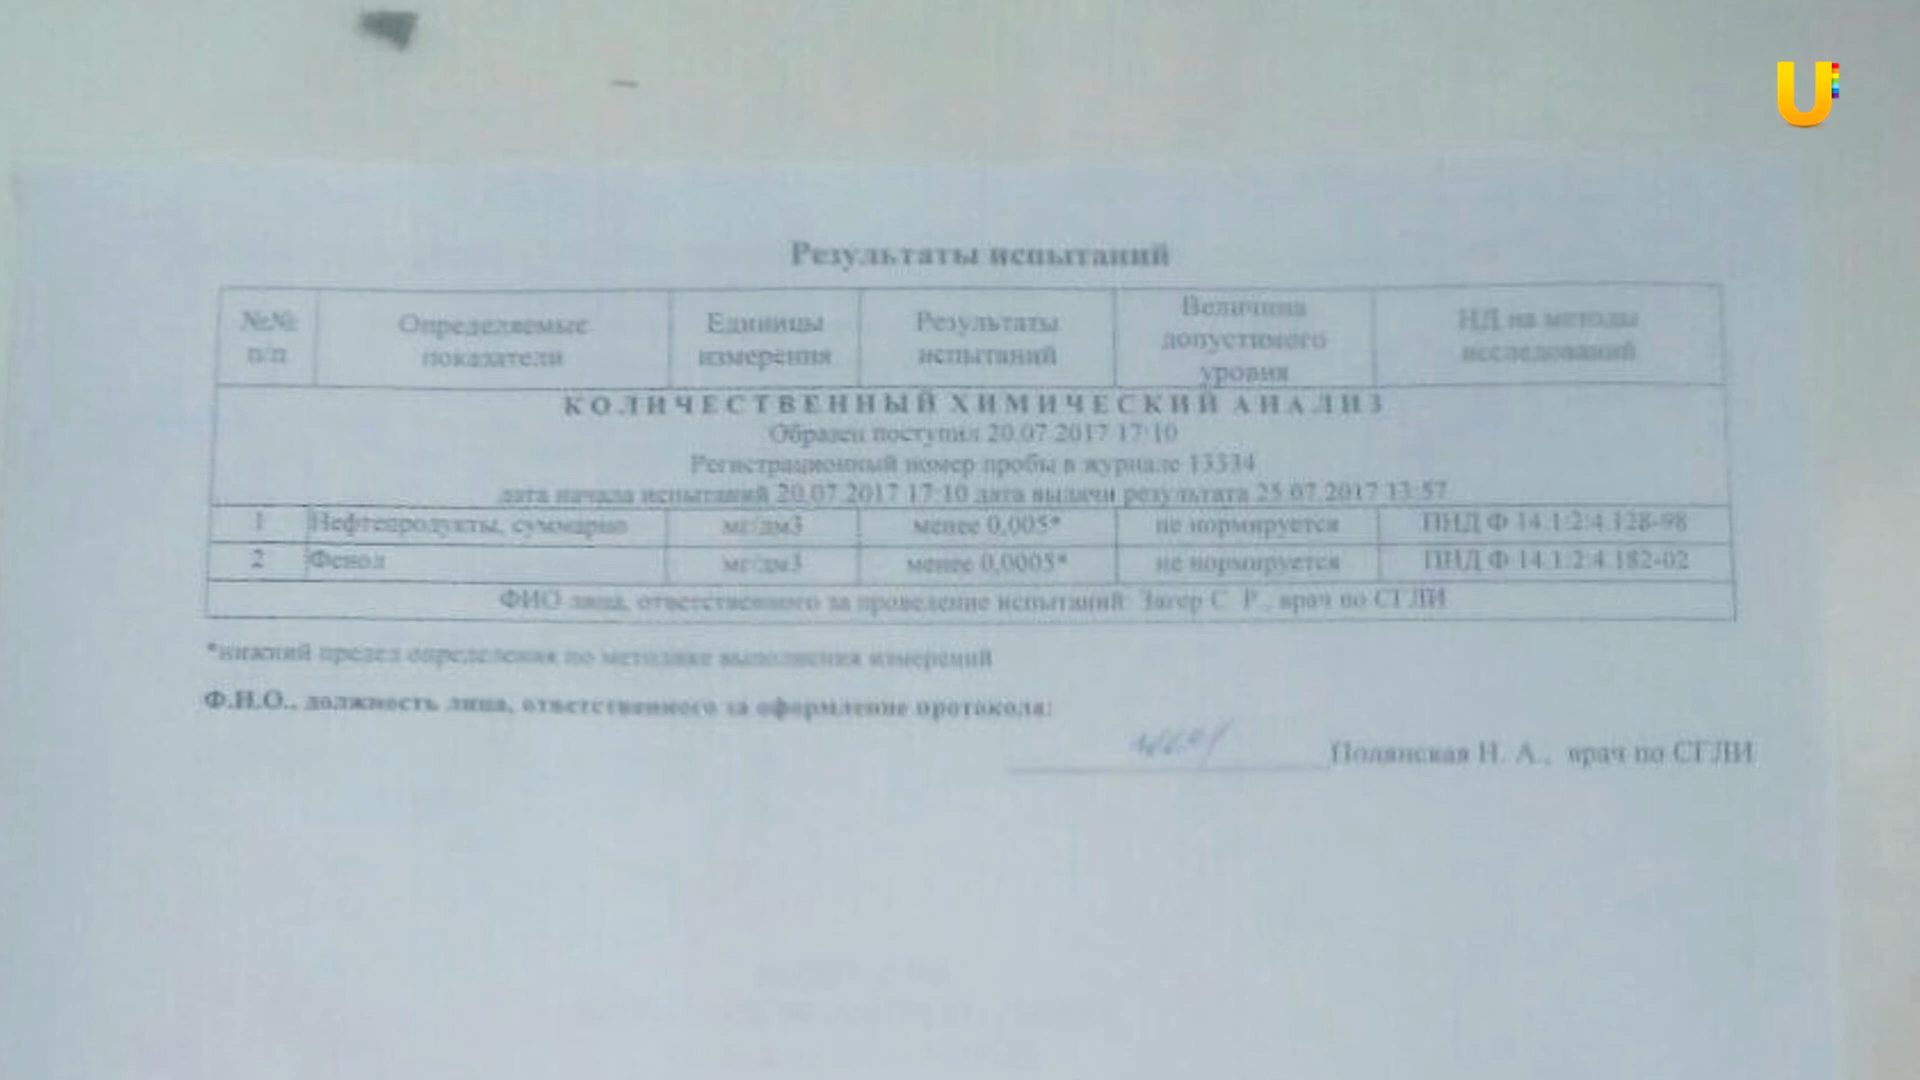 U
Результаты испытаний
№№ п/п
Определяемые показатели
Единицы измерения
Результаты испытаний
Величина допустимого уровня
НД на методы исследований
КОЛИЧЕСТВЕННЫЙ ХИМИЧЕСКИЙ АНАЛИЗ
Образец поступил 20.07.2017 17:10
Регистрационный номер пробы в журнале 13334
дата начала испытаний 20.07.2017 17:10 дата выдачи результата 25.07.2017 13:57
1 Нефтепродукты, суммарно мг/дм3 менее 0,005* не нормируется ПНД Ф 14.1:2:4.128-98
2 Фенол мг/дм3 менее 0,0005* не нормируется ПНД Ф 14.1:2:4.182-02
ФИО лица, ответственного за проведение испытаний: Загер С. Р., врач по СГЛИ
*нижний предел определения по методике выполнения измерений
Ф.И.О., должность лица, ответственного за оформление протокола:
Полянская Н. А., врач по СГЛИ